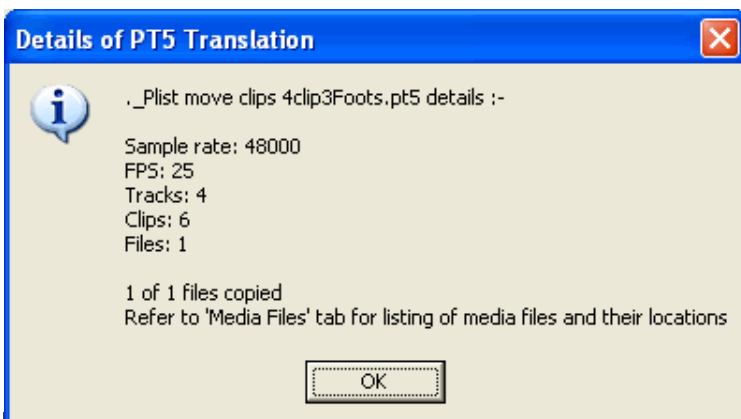 Details of PT5 Translation
._Plist move clips 4clip3Foots.pt5 details :-
Sample rate: 48000
FPS: 25
Tracks: 4
Clips: 6
Files: 1
1 of 1 files copied
Refer to 'Media Files' tab for listing of media files and their locations
OK